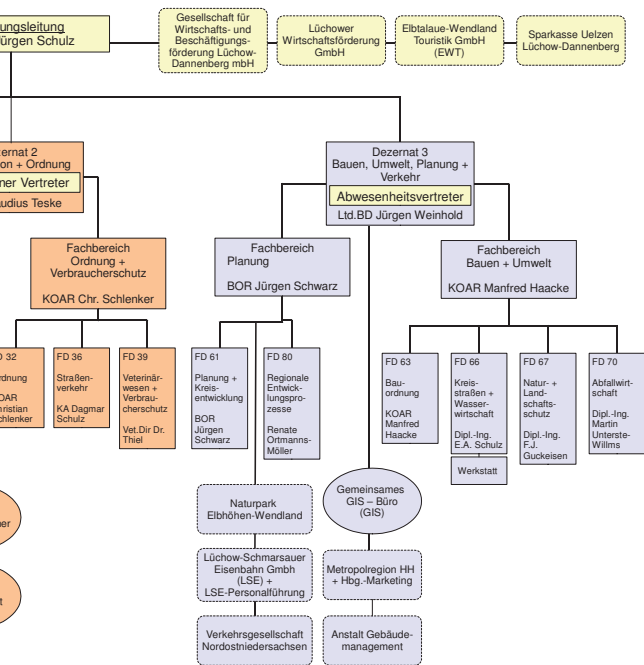 ungsleitung
ürgen Schulz
Gesellschaft für
Wirtschafts- und
Beschäftigungs-
förderung Lüchow-
Dannenberg mbH
Lüchower
Wirtschaftsförderung
GmbH
Elbtalaue-Wendland
Touristik GmbH
(EWT)
Sparkasse Uelzen
Lüchow-Dannenberg
ernat 2
on + Ordnung
ner Vertreter
udius Teske
Dezernat 3
Bauen, Umwelt, Planung +
Verkehr
Abwesenheitsvertreter
Ltd.BD Jürgen Weinhold
Fachbereich
Ordnung +
Verbraucherschutz
KOAR Chr. Schlenker
Fachbereich
Planung
BOR Jürgen Schwarz
Fachbereich
Bauen + Umwelt
KOAR Manfred Haacke
D 32
rdnung
OAR
hristian
chlenker
FD 36
Straßen-
verkehr
KA Dagmar
Schulz
FD 39
Veterinär-
wesen +
Verbrau-
cherschutz
Vet.Dir Dr.
Thiel
FD 61
Planung +
Kreis-
entwicklung
BOR
Jürgen
Schwarz
FD 80
Regionale
Entwick-
lungspro-
zesse
Renate
Ortmanns-
Möller
FD 63
Bau-
ordnung
KOAR
Manfred
Haacke
FD 66
Kreis-
straßen +
Wasser-
wirtschaft
Dipl.-Ing.
E.A. Schulz
Werkstatt
FD 67
Natur- +
Land-
schafts-
schutz
Dipl.-Ing.
F.J.
Guckeisen
FD 70
Abfallwirt-
schaft
Dipl.-Ing.
Martin
Unterste-
Willms
er
t
Naturpark
Elbhöhen-Wendland
Gemeinsames
GIS – Büro
(GIS)
Lüchow-Schmarsauer
Eisenbahn Gmbh
(LSE) +
LSE-Personalführung
Metropolregion HH
+ Hbg.-Marketing
Verkehrsgesellschaft
Nordostniedersachsen
Anstalt Gebäude-
management